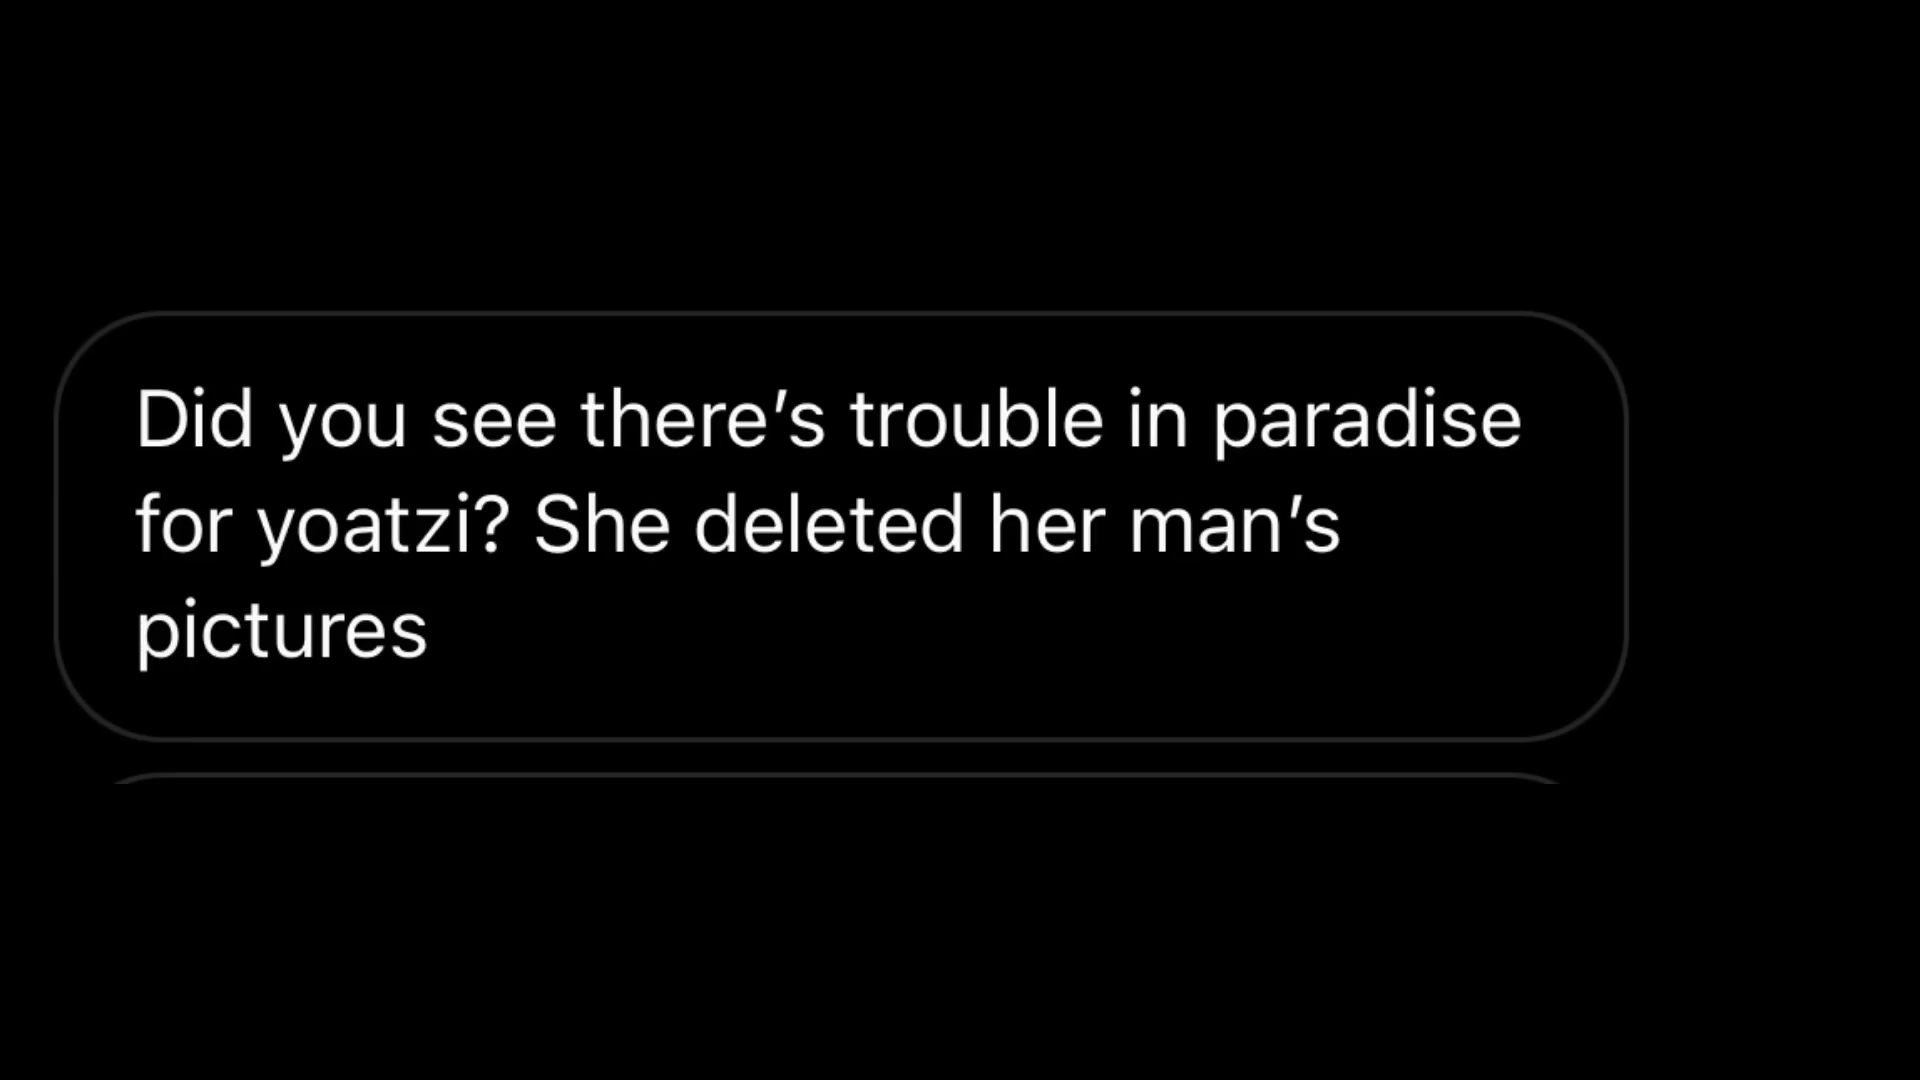 Did you see there’s trouble in paradise
for yoatzi? She deleted her man’s
pictures